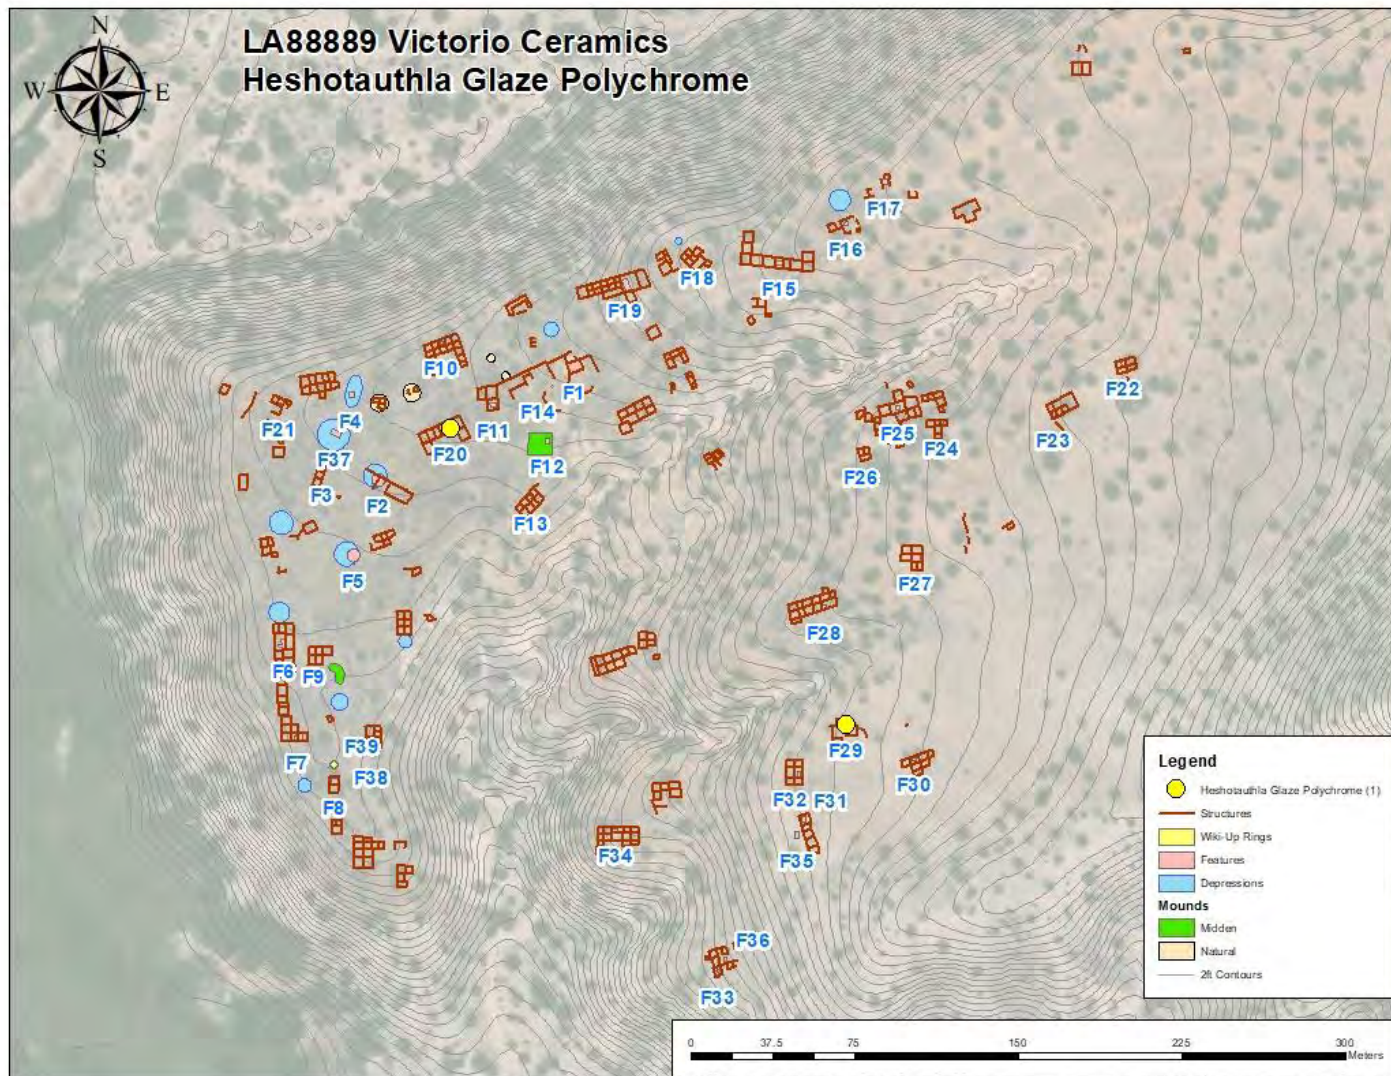 LA88889 Victorio Ceramics
Heshotauthla Glaze Polychrome
N
W E
S
F17
F16
F18
F15
F19
F10
F1
F22
F14
F11
F4
F21
F23
F25
F24
F20
F37
F12
F26
F3
F2
F13
F5
F27
F28
F6
F9
F39
F29
F7
F38
F30
F32
F31
F8
F34
F35
F36
F33
Legend
Heshotauthla Glaze Polychrome (1)
Structures
Wiki-Up Rings
Features
Depressions
Mounds
Midden
Natural
2ft Contours
0 37.5 75 150 225 300
Meters